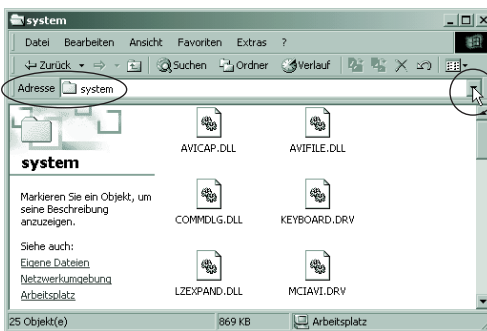 system
Datei Bearbeiten Ansicht Favoriten Extras ?
Zurück Suchen Ordner Verlauf
Adresse system
system
Markieren Sie ein Objekt, um
seine Beschreibung
anzuzeigen.
Siehe auch:
Eigene Dateien
Netzwerkumgebung
Arbeitsplatz
AVICAP.DLL AVIFILE.DLL
COMMDLG.DLL KEYBOARD.DRV
LZEXPAND.DLL MCIAVI.DRV
25 Objekt(e) 869 KB Arbeitsplatz